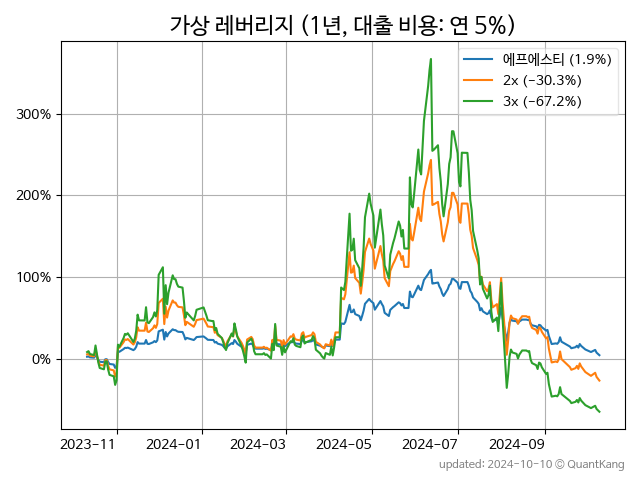 가상 레버리지 (1년, 대출 비용: 연 5%)
에프에스티 (1.9%)
2x (-30.3%)
3x (-67.2%)
300%
200%
100%
0%
2023-11
2024-01
2024-03
2024-05
2024-07
2024-09
updated: 2024-10-10 © QuantKang